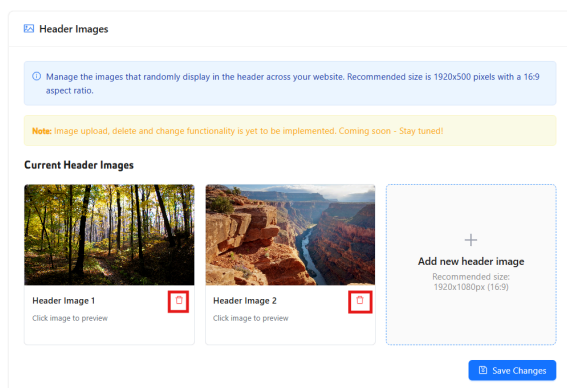 Header Images
Manage the images that randomly display in the header across your website. Recommended size is 1920x500 pixels with a 16:9
aspect ratio.
Note: Image upload, delete and change functionality is yet to be implemented. Coming soon - Stay tuned!
Current Header Images
Header Image 1
Click image to preview
Header Image 2
Click image to preview
Add new header image
Recommended size:
1920x1080px (16:9)
Save Changes